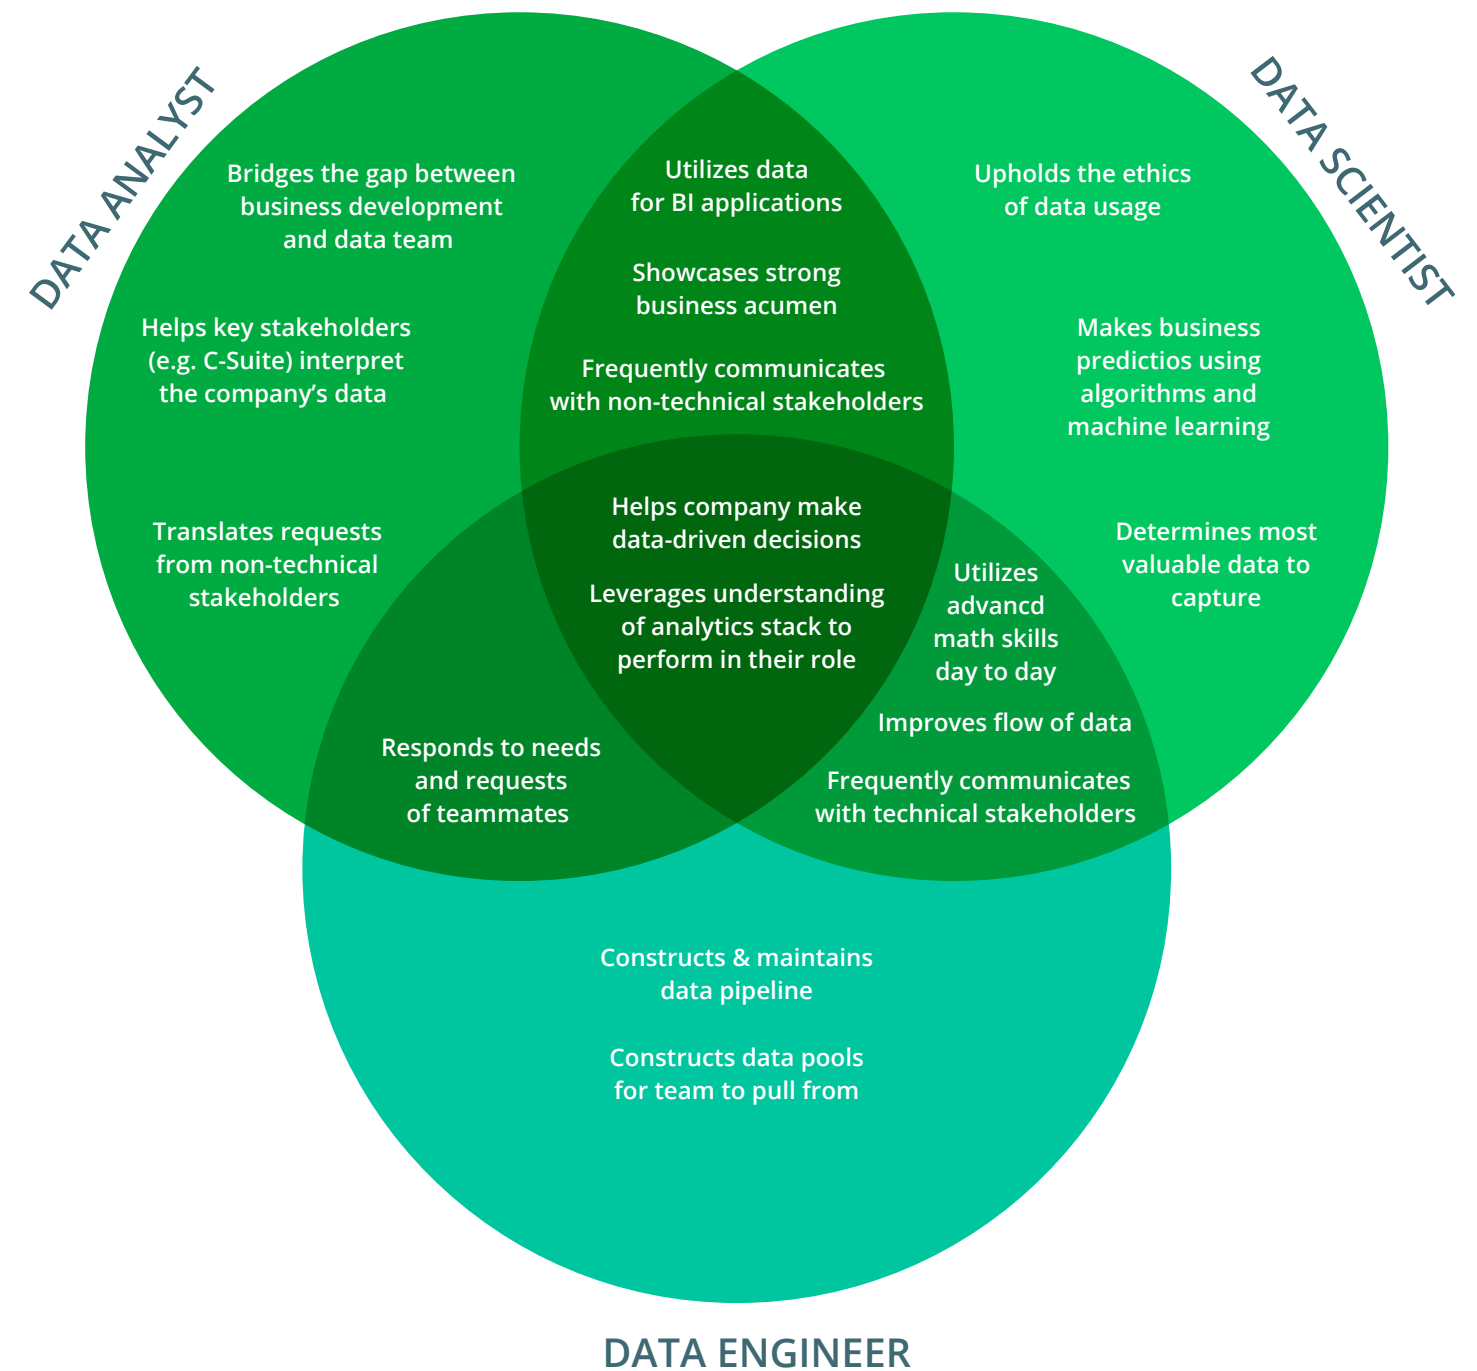 DATA ANALYST
DATA SCIENTIST
Bridges the gap between
business development
and data team
Helps key stakeholders
(e.g. C-Suite) interpret
the company’s data
Translates requests
from non-technical
stakeholders
Utilizes data
for BI applications
Showcases strong
business acumen
Frequently communicates
with non-technical stakeholders
Upholds the ethics
of data usage
Makes business
predictios using
algorithms and
machine learning
Determines most
valuable data to
capture
Helps company make
data-driven decisions
Leverages understanding
of analytics stack to
perform in their role
Utilizes
advancd
math skills
day to day
Improves flow of data
Frequently communicates
with technical stakeholders
Responds to needs
and requests
of teammates
Constructs & maintains
data pipeline
Constructs data pools
for team to pull from
DATA ENGINEER